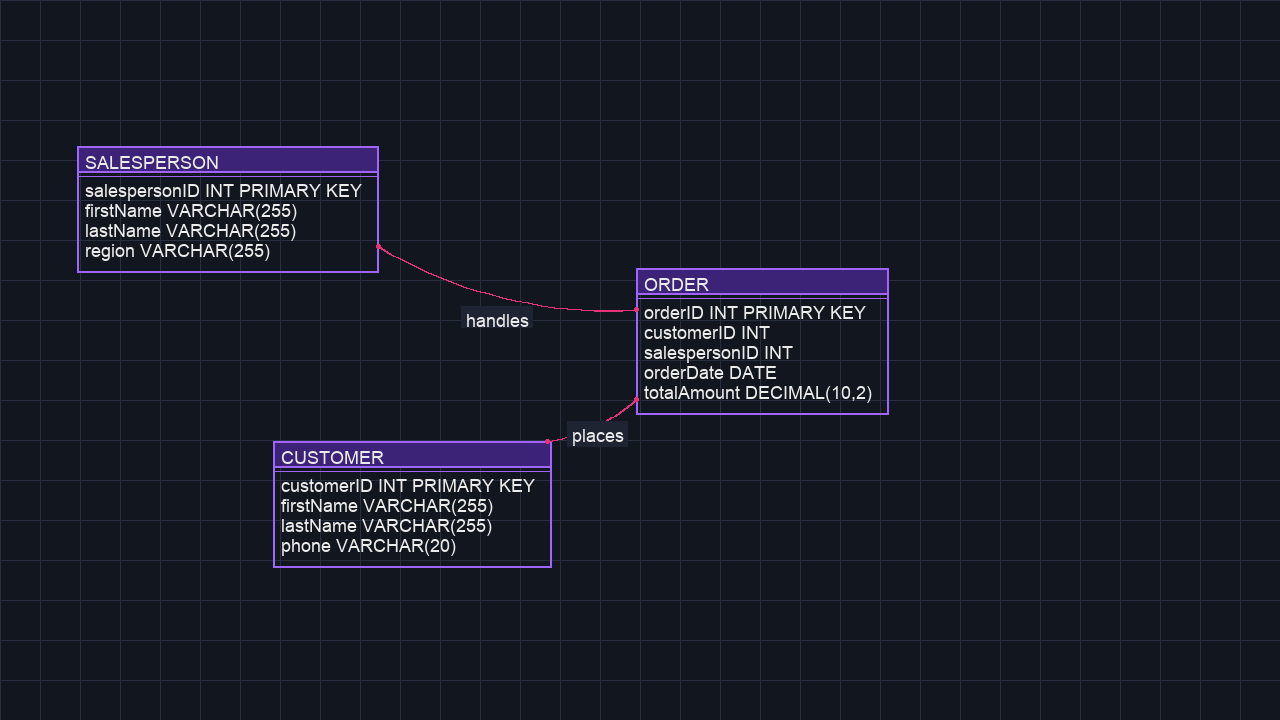 SALESPERSON
salespersonID INT PRIMARY KEY
firstName VARCHAR(255)
lastName VARCHAR(255)
region VARCHAR(255)
handles
ORDER
orderID INT PRIMARY KEY
customerID INT
salespersonID INT
orderDate DATE
totalAmount DECIMAL(10,2)
places
CUSTOMER
customerID INT PRIMARY KEY
firstName VARCHAR(255)
lastName VARCHAR(255)
phone VARCHAR(20)